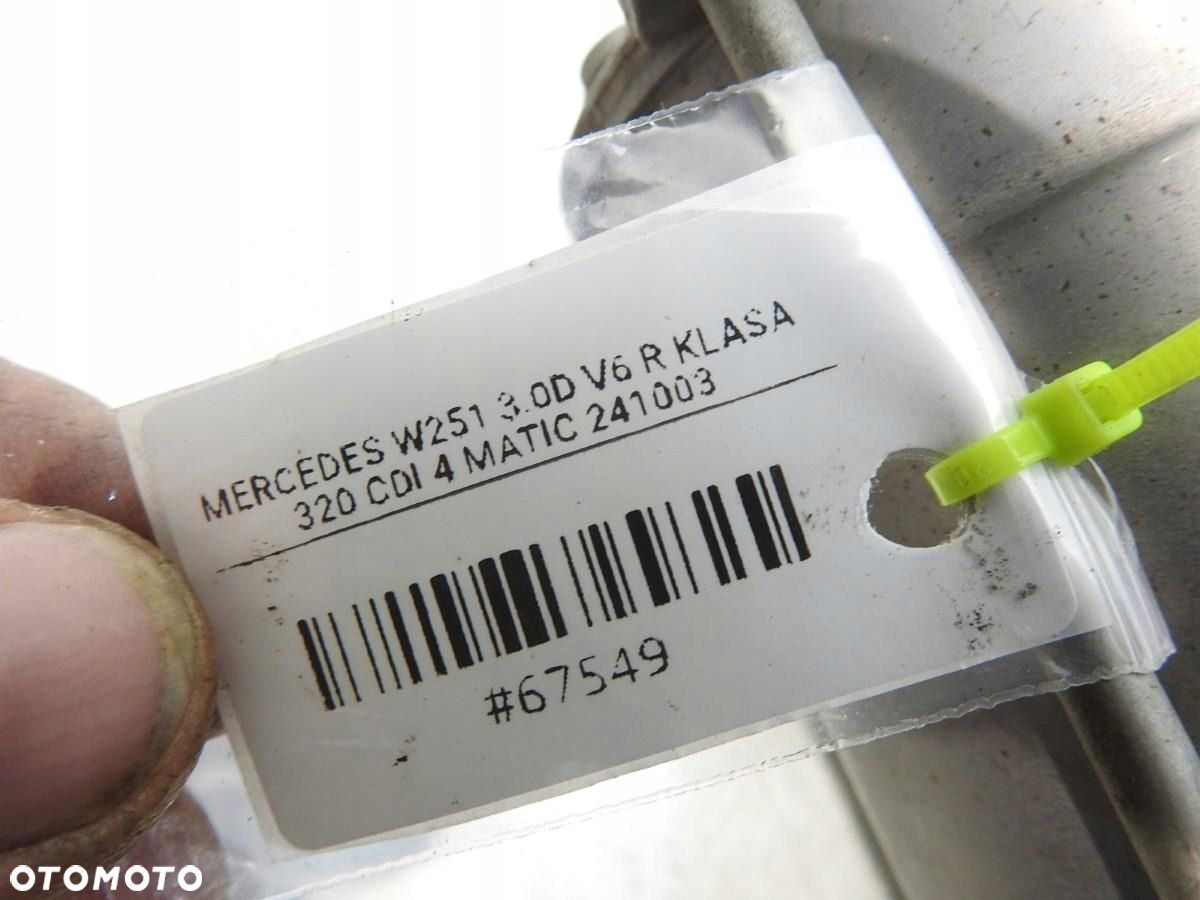 MERCEDES W251 3.0D V6 R KLASA
320 CDI 4 MATIC 241003
#67549
OTOMOTO